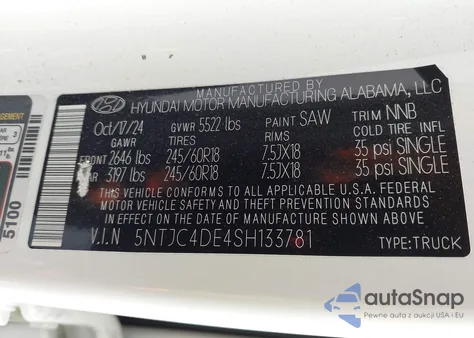 MANUFACTURED BY
HYUNDAI MOTOR MANUFACTURING ALABAMA, LLC
Oct/17/24 GVWR 5522 lbs PAINT SAW TRIM NNB
GAWR TIRES RIMS COLD TIRE INFL
FRONT 2646 lbs 245/60R18 7.5JX18 35 psi SINGLE
3197 lbs 245/60R18 7.5JX18 35 psi SINGLE
THIS VEHICLE CONFORMS TO ALL APPLICABLE U.S.A. FEDERAL
MOTOR VEHICLE SAFETY BUMPER AND THEFT PREVENTION STANDARDS
IN EFFECT ON THE DATE OF MANUFACTURE SHOWN ABOVE
V.I.N 5NTJC4DE4SH133781 TYPE:TRUCK
5100
autoSnap
Pewne auta z aukcji USA i EU